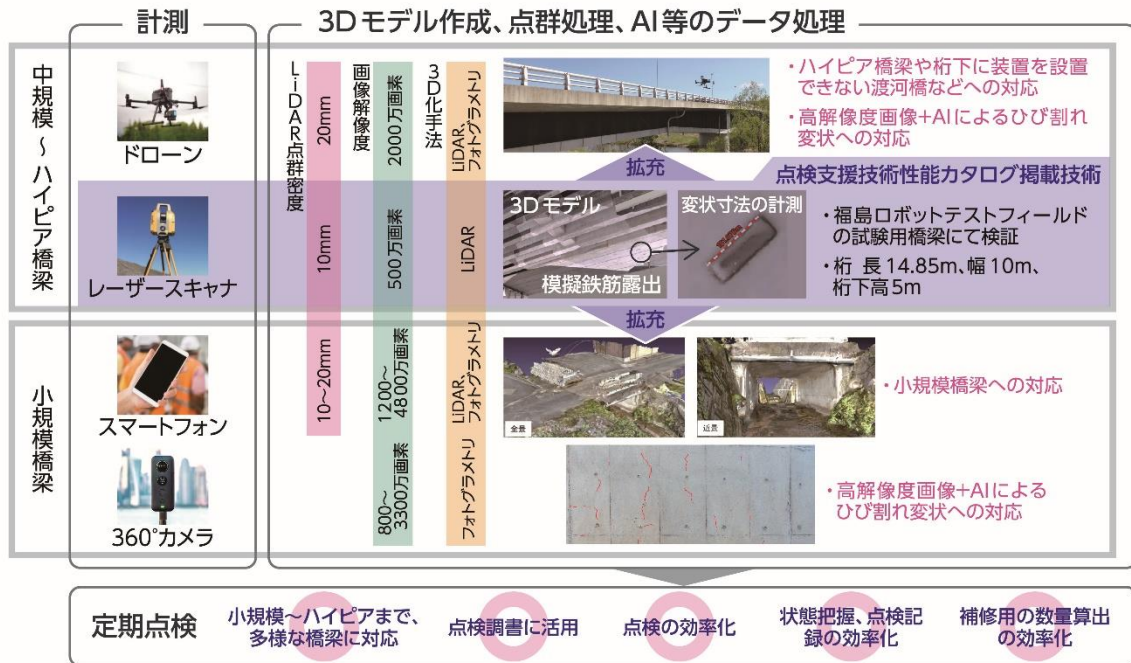 計測
3Dモデル作成、点群処理、AI等のデータ処理
中規模～ハイピア橋梁
ドローン
レーザースキャナ
LiDAR点群密度
20mm
10mm
10～20mm
画像解像度
2000万画素
500万画素
1200～
4800万画素
800～
3300万画素
3D化手法
LiDAR、
フォトグラメトリ
LiDAR
LiDAR、
フォトグラメトリ
フォトグラメトリ
・ハイピア橋梁や桁下に装置を設置
できない渡河橋などへの対応
・高解像度画像+AIによるひび割れ
変状への対応
拡充
点検支援技術性能カタログ掲載技術
3Dモデル
模擬鉄筋露出
変状寸法の計測
・福島ロボットテストフィールド
の試験用橋梁にて検証
・桁 長14.85m、幅10m、
桁下高5m
拡充
小規模橋梁
スマートフォン
360°カメラ
全景
近景
・小規模橋梁への対応
・高解像度画像+AIによる
ひび割れ変状への対応
定期点検
小規模～ハイピアまで、
多様な橋梁に対応
点検調書に活用
点検の効率化
状態把握、点検記
録の効率化
補修用の数量算出
の効率化